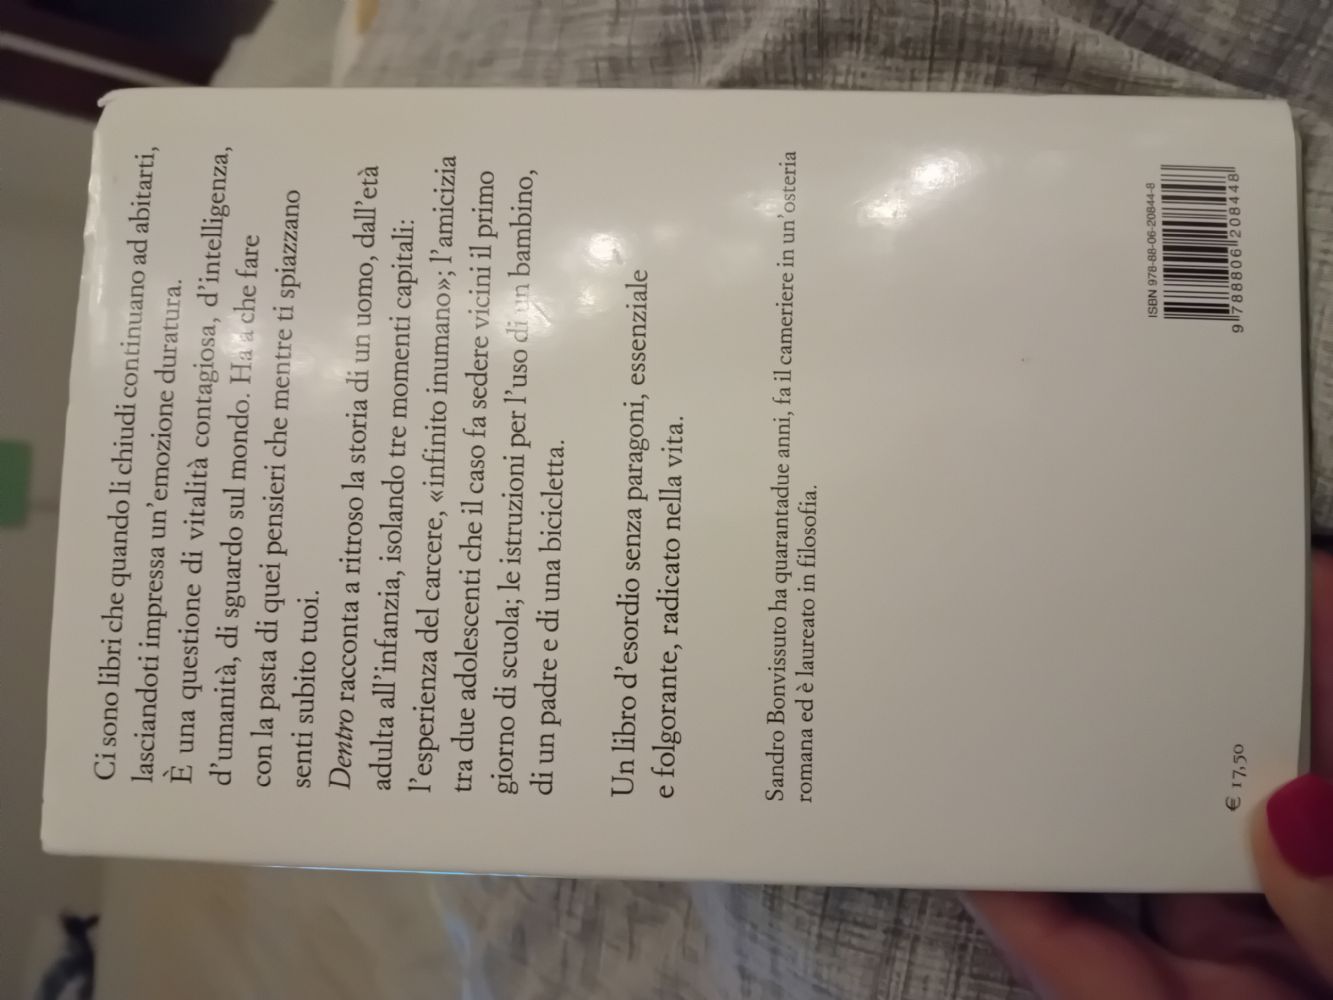 Ci sono libri che quando li chiudi continuano ad abitarti,
lasciandoti impressa un'emozione duratura.
È una questione di vitalità contagiosa, d'intelligenza,
d'umanità, di sguardo sul mondo. Ha a che fare
con la pasta di quei pensieri che mentre ti spiazzano
senti subito tuoi.
Dentro racconta a ritroso la storia di un uomo, dall'età
adulta all'infanzia, isolando tre momenti capitali:
l'esperienza del carcere, «infinito inumano»; l'amicizia
tra due adolescenti che il caso fa sedere vicini il primo
giorno di scuola; le istruzioni per l'uso di un bambino,
di un padre e di una bicicletta.
Un libro d'esordio senza paragoni, essenziale
e folgorante, radicato nella vita.
Sandro Bonvissuto ha quarantadue anni, fa il cameriere in un'osteria
romana ed è laureato in filosofia.
€ 17,50
ISBN 978-88-06-20844-8
9 788806 208448